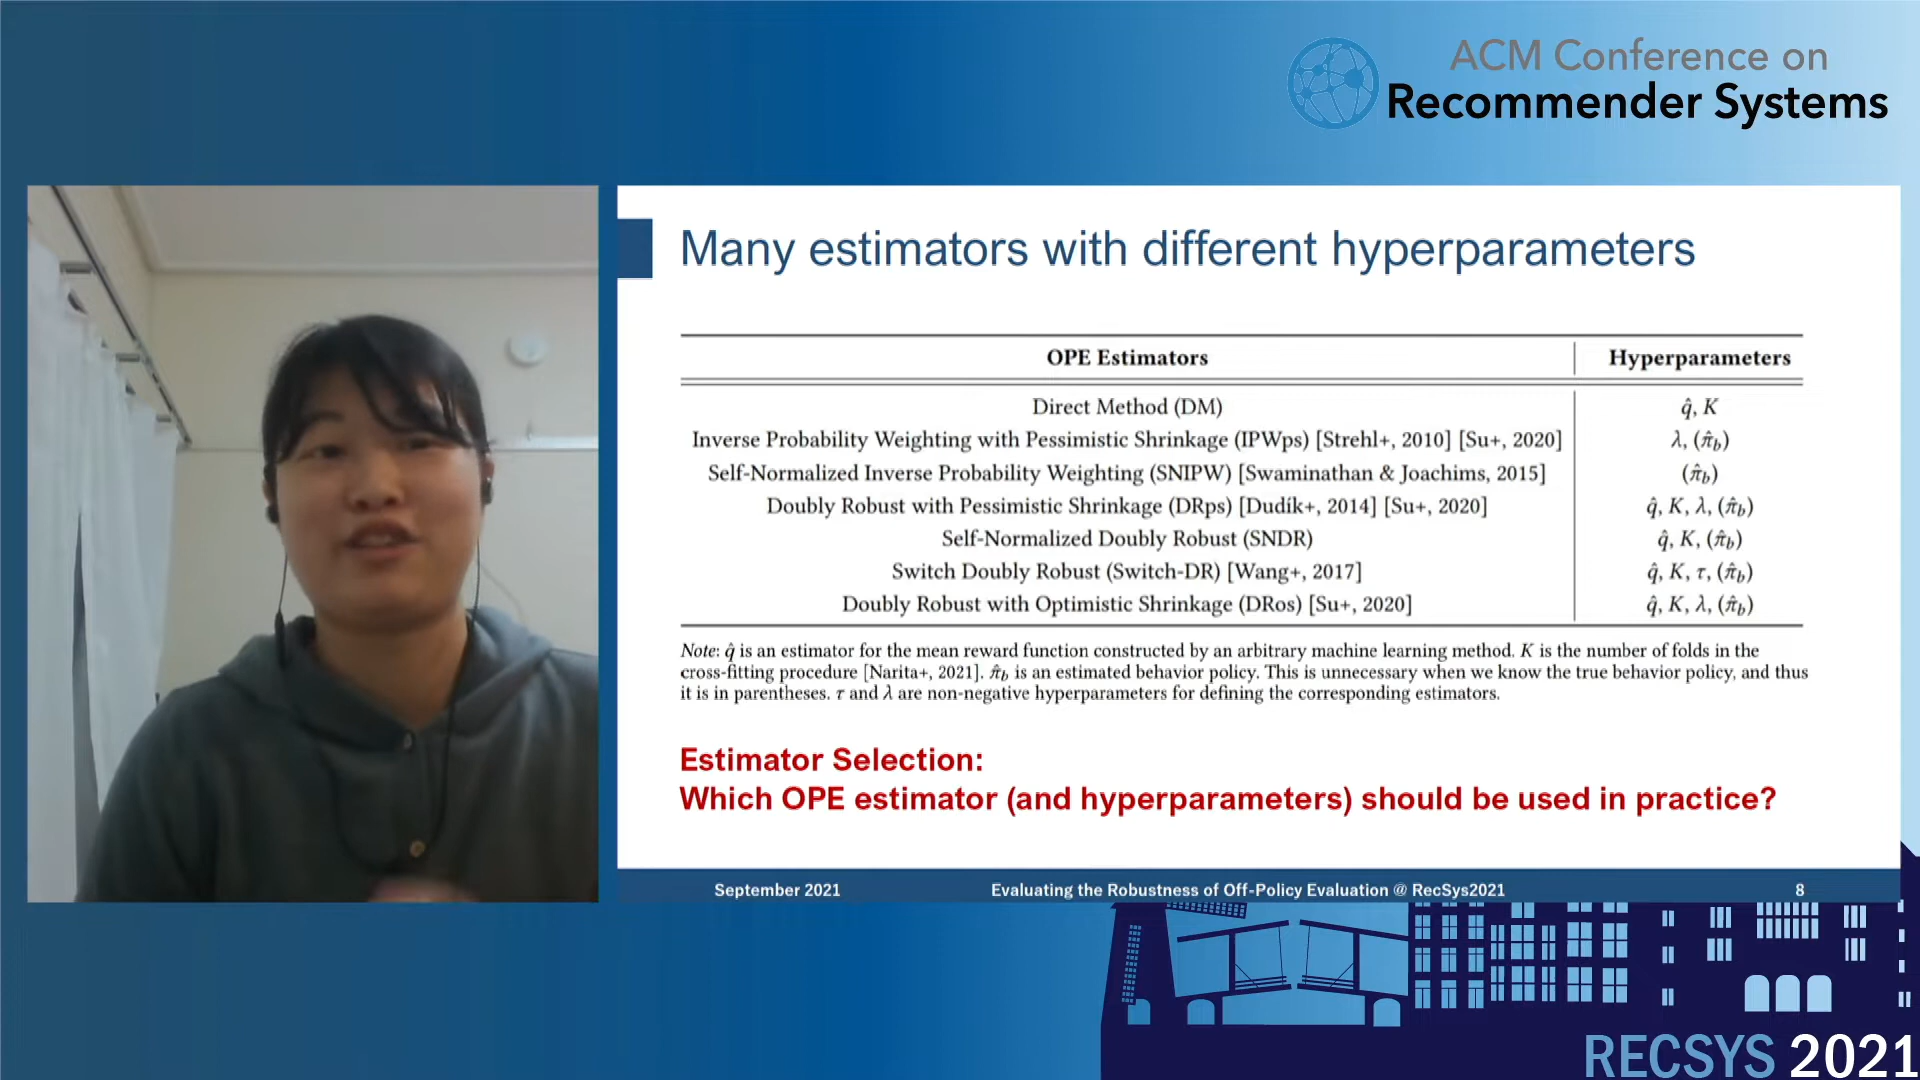 ACM Conference on
Recommender Systems
Many estimators with different hyperparameters
OPE Estimators Hyperparameters
Direct Method (DM) q̂, K
Inverse Probability Weighting with Pessimistic Shrinkage (IPWps) [Strehl+, 2010] [Su+, 2020] λ, (π̂b)
Self-Normalized Inverse Probability Weighting (SNIPW) [Swaminathan & Joachims, 2015] (π̂b)
Doubly Robust with Pessimistic Shrinkage (DRps) [Dudík+, 2014] [Su+, 2020] q̂, K, λ, (π̂b)
Self-Normalized Doubly Robust (SNDR) q̂, K, (π̂b)
Switch Doubly Robust (Switch-DR) [Wang+, 2017] q̂, K, τ, (π̂b)
Doubly Robust with Optimistic Shrinkage (DRos) [Su+, 2020] q̂, K, λ, (π̂b)
Note: q̂ is an estimator for the mean reward function constructed by an arbitrary machine learning method. K is the number of folds in the
cross-fitting procedure [Narita+, 2021]. π̂b is an estimated behavior policy. This is unnecessary when we know the true behavior policy, and thus
it is in parentheses. τ and λ are non-negative hyperparameters for defining the corresponding estimators.
Estimator Selection:
Which OPE estimator (and hyperparameters) should be used in practice?
September 2021 Evaluating the Robustness of Off-Policy Evaluation @ RecSys2021 8
RECSYS 2021